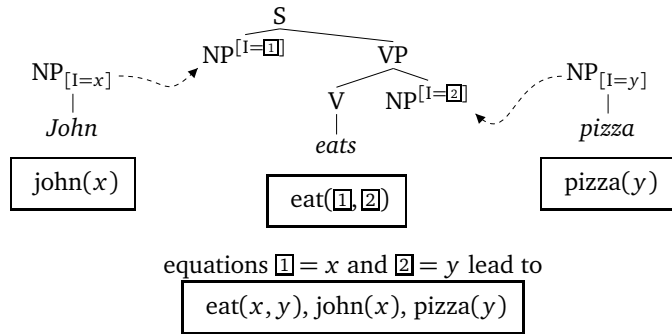 S
NP[I=1] VP
NP[I=x] V NP[I=2] NP[I=y]
John eats pizza
john(x) eat(1, 2) pizza(y)
equations 1 = x and 2 = y lead to
eat(x, y), john(x), pizza(y)